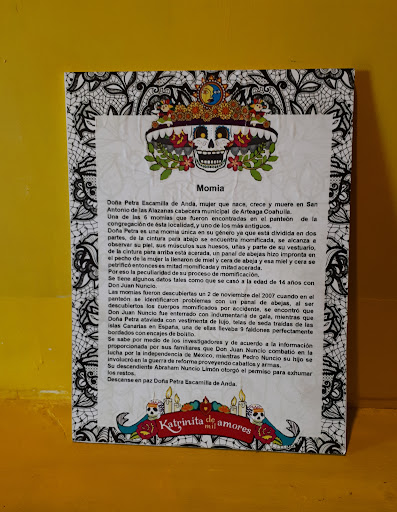 Momia
Doña Petra Escamilla de Anda, mujer que nace, crece y muere en San
Antonio de las Alazanas cabecera municipal de Arteaga Coahuila.
Una de las 6 momias que fueron encontradas en el panteón de la
congregación de ésta localidad, y uno de los más antiguos.
Doña Petra es una momia única en su género ya que está dividida en dos
partes, de la cintura para abajo se encuentra momificada, se alcanza a
observar su piel, sus músculos sus huesos, uñas y parte de su vestuario,
de la cintura para arriba está acerada, un panal de abejas hizo impronta en
el pecho de la mujer la llenaron de miel y cera de abeja y esa miel y cera se
petrificó entonces es mitad momificada y mitad acerada.
Por eso la peculiaridad de su proceso de momificación.
Se tiene algunos datos tales como que se casó a la edad de 14 años con
Don Juan Nuncio.
Las momias fueron descubiertas un 2 de noviembre del 2007 cuando en el
panteón se identificaron problemas con un panal de abejas, al ser
descubiertos los cuerpos momificados por accidente, se encontró que
Don Juan Nuncio fue enterrado con indumentaria de gala, mientras que
Doña Petra ataviada con vestimenta de lujo, telas de seda traídas de las
islas Canarias en España, una de ellas llevaba 9 faldones perfectamente
bordados con encajes de bolillo.
Se sabe por medio de los investigadores y de acuerdo a la información
proporcionada por sus familiares que Don Juan Nuncio combatió en la
lucha por la independencia de México, mientras Pedro Nuncio su hijo se
involucró en la guerra de reforma proveyendo caballos y armas.
Su descendiente Abraham Nuncio Limón otorgó el permiso para exhumar
los restos.
Descanse en paz Doña Petra Escamilla de Anda.
Katrinita de mil amores